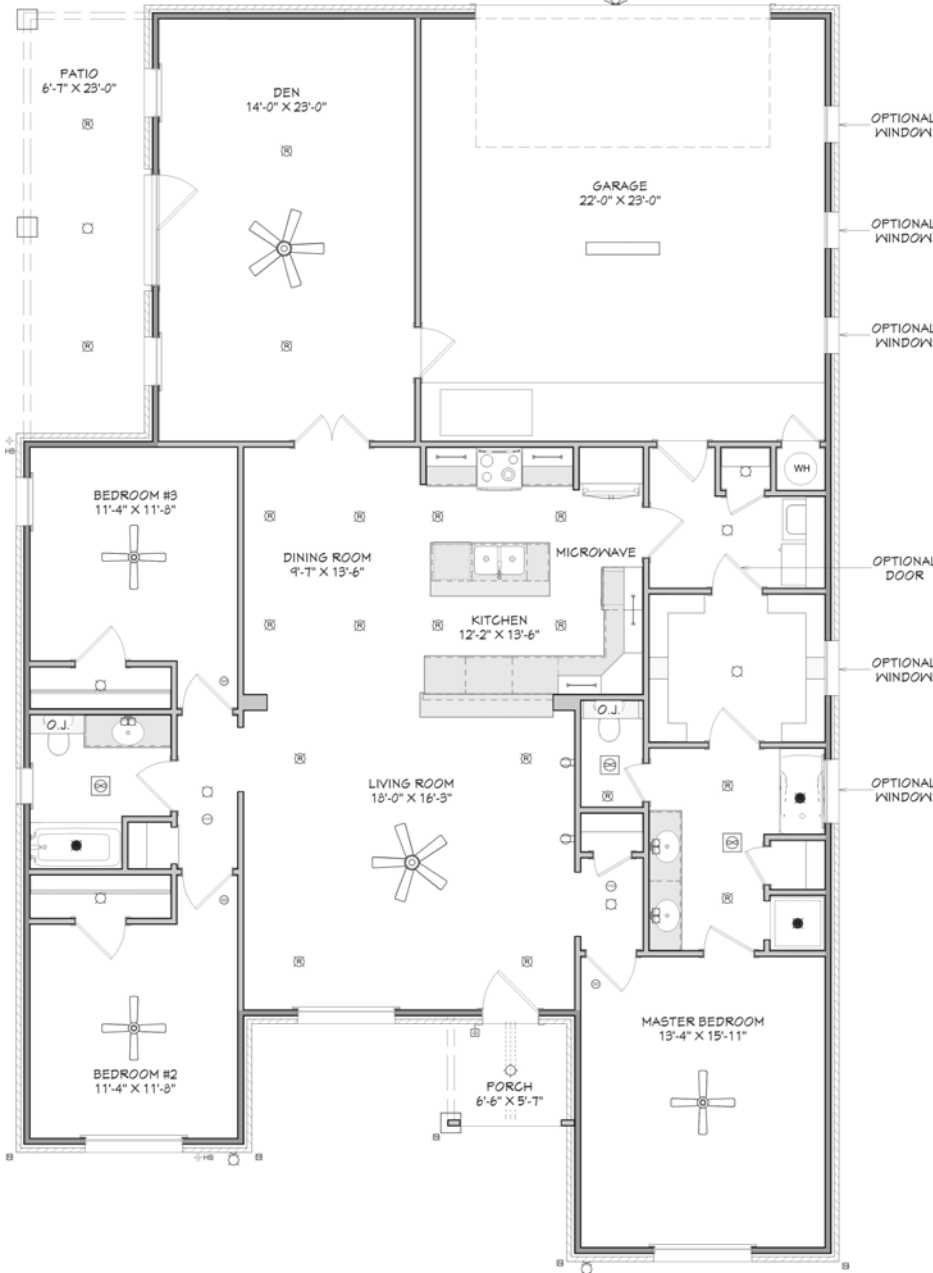 PATIO
6'-7" X 23'-0"
DEN
14'-0" X 23'-0"
OPTIONAL
WINDOW
GARAGE
22'-0" X 23'-0"
OPTIONAL
WINDOW
OPTIONAL
WINDOW
HB
BEDROOM #3
11'-4" X 11'-8"
WH
DINING ROOM
9'-7" X 13'-6"
MICROWAVE
OPTIONAL
DOOR
KITCHEN
12'-2" X 13'-6"
OPTIONAL
WINDOW
O.J.
O.J.
LIVING ROOM
18'-0" X 16'-3"
OPTIONAL
WINDOW
MASTER BEDROOM
13'-4" X 15'-11"
BEDROOM #2
11'-4" X 11'-8"
PORCH
6'-6" X 5'-7"
HB